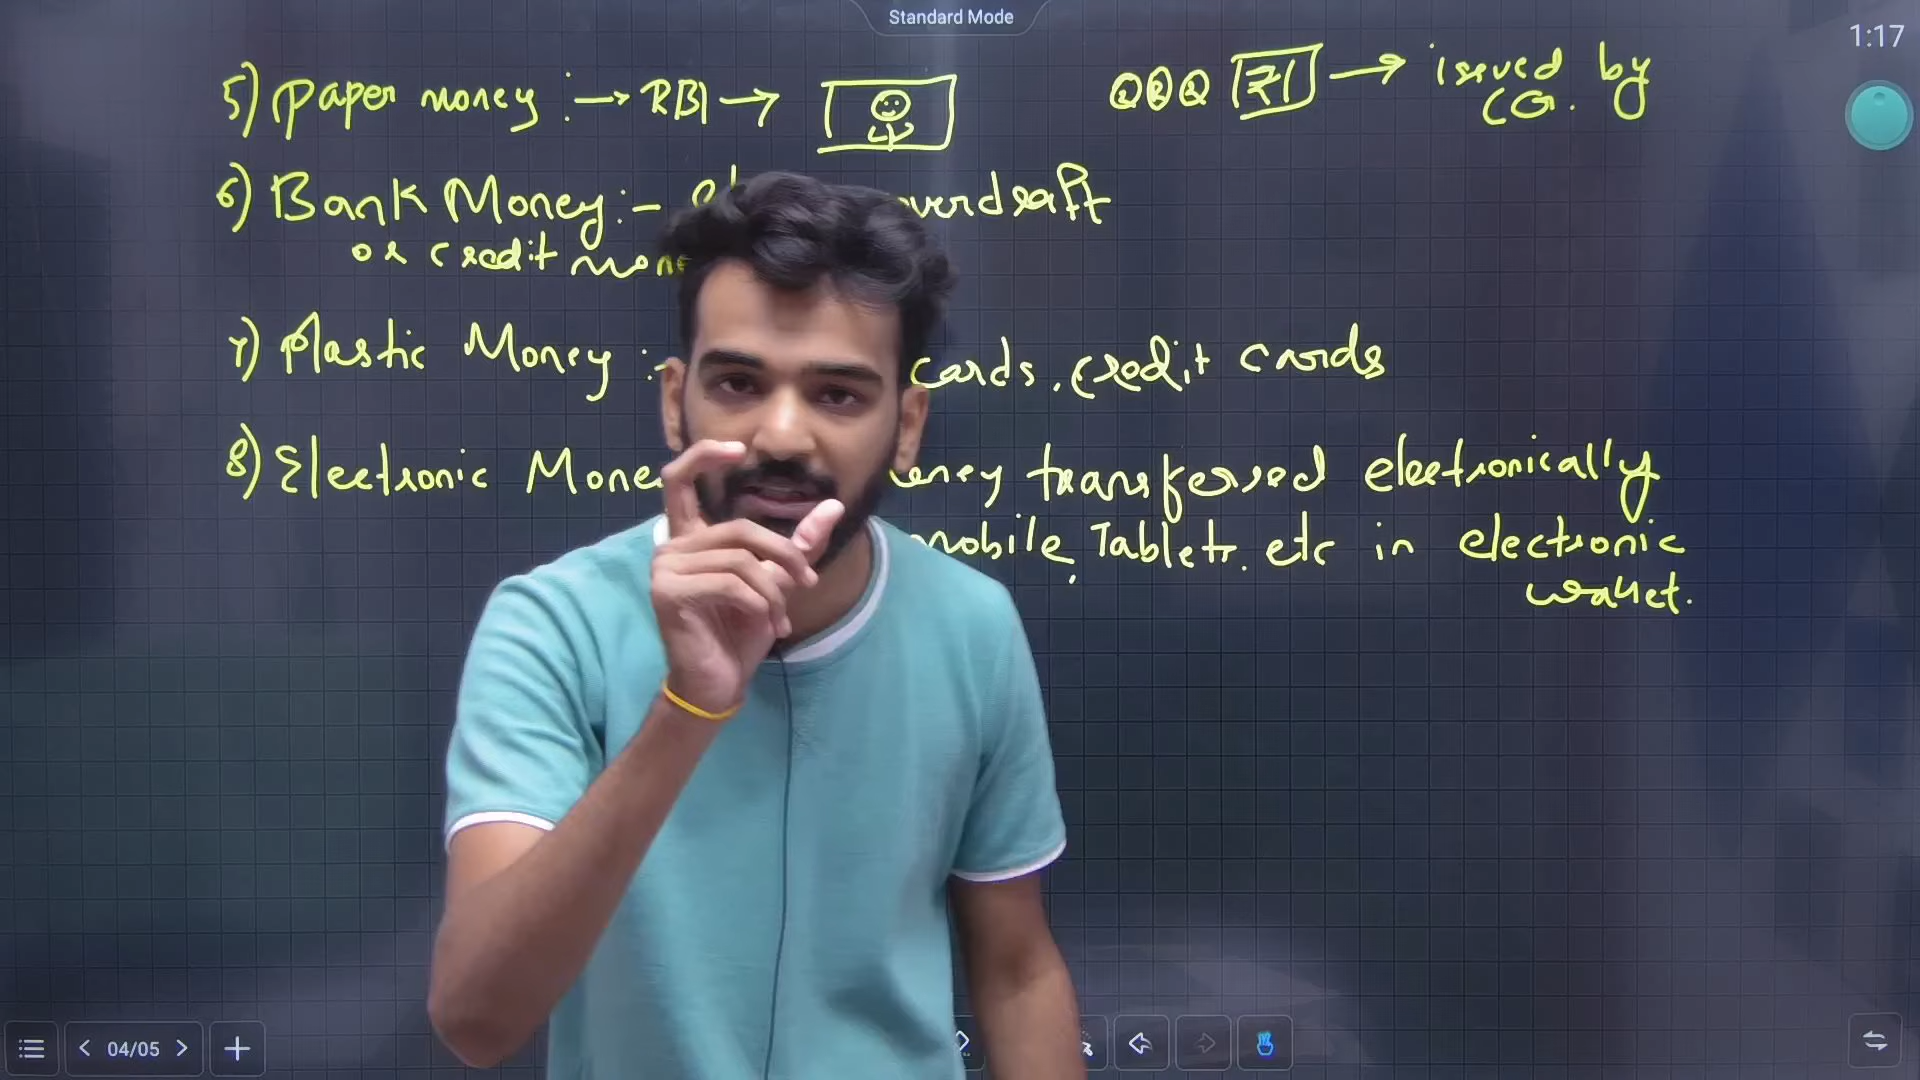 Standard Mode
1:17
5) Paper money :→ RBI →
₹1 → issued by
CG.
6) Bank Money :- overdraft
or credit
7) Plastic Money :- cards, credit cards
8) Electronic transferred electronically
mobile, Tablets. etc in electronic
wallet.
04/05